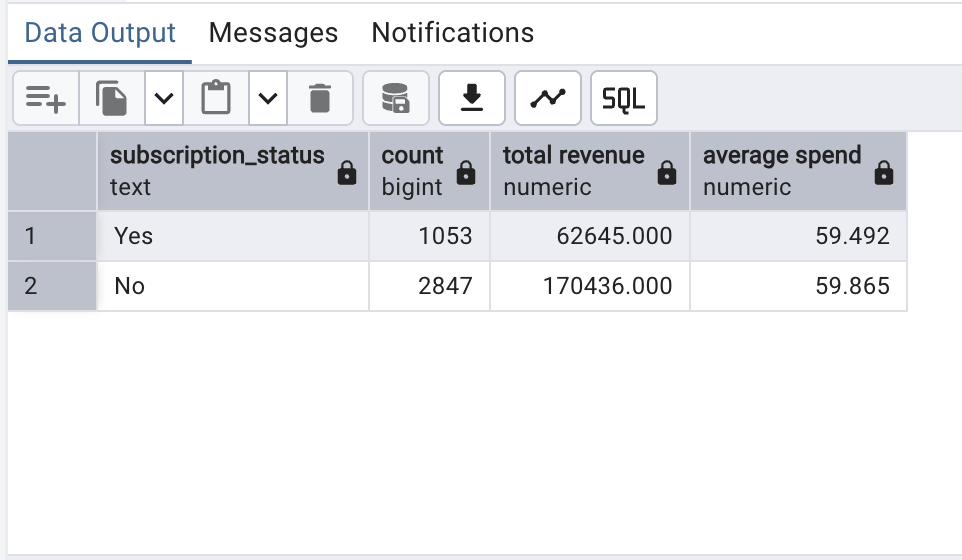 Data Output Messages Notifications
SQL
subscription_status count total revenue average spend
text bigint numeric numeric
1 Yes 1053 62645.000 59.492
2 No 2847 170436.000 59.865